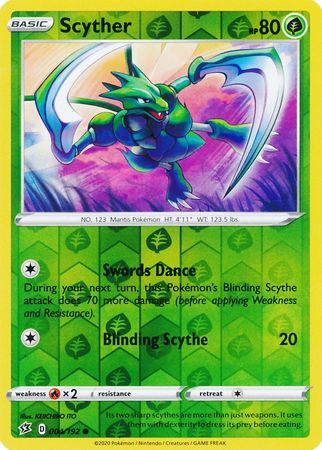 BASIC
Scyther HP 80
NO. 123 Mantis Pokémon HT: 4'11" WT: 123.5 lbs.
Swords Dance
During your next turn, this Pokémon's Blinding Scythe
attack does 70 more damage (before applying Weakness
and Resistance).
Blinding Scythe 20
weakness ×2 resistance retreat
Illus. KEIICHIRO ITO
D 004/192
Its two sharp scythes are more than just weapons. It uses
them with dexterity to dress its prey before eating.
©2020 Pokémon / Nintendo / Creatures / GAME FREAK